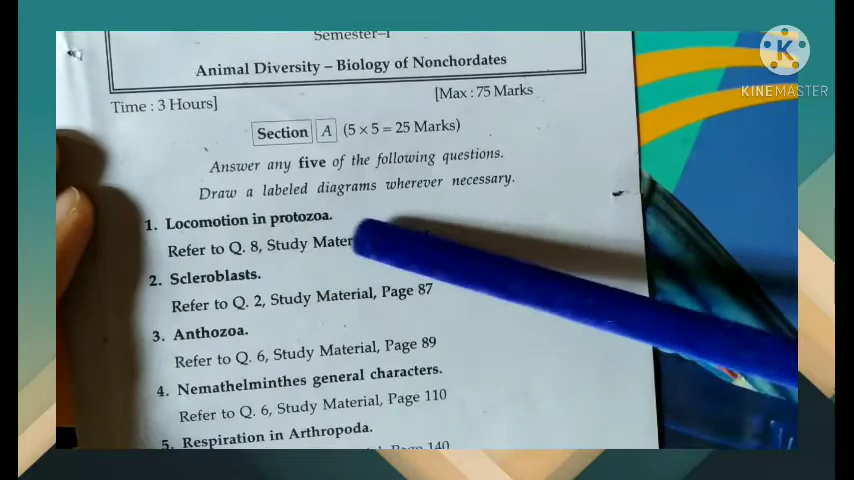 Semester-I
Animal Diversity – Biology of Nonchordates
Time : 3 Hours]
[Max : 75 Marks
Section A (5 × 5 = 25 Marks)
Answer any five of the following questions.
Draw a labeled diagrams wherever necessary.
1. Locomotion in protozoa.
Refer to Q. 8, Study
2. Scleroblasts.
Refer to Q. 2, Study Material, Page 87
3. Anthozoa.
Refer to Q. 6, Study Material, Page 89
4. Nemathelminthes general characters.
Refer to Q. 6, Study Material, Page 110
5. Respiration in Arthropoda.
Page 140
K
KINEMASTER